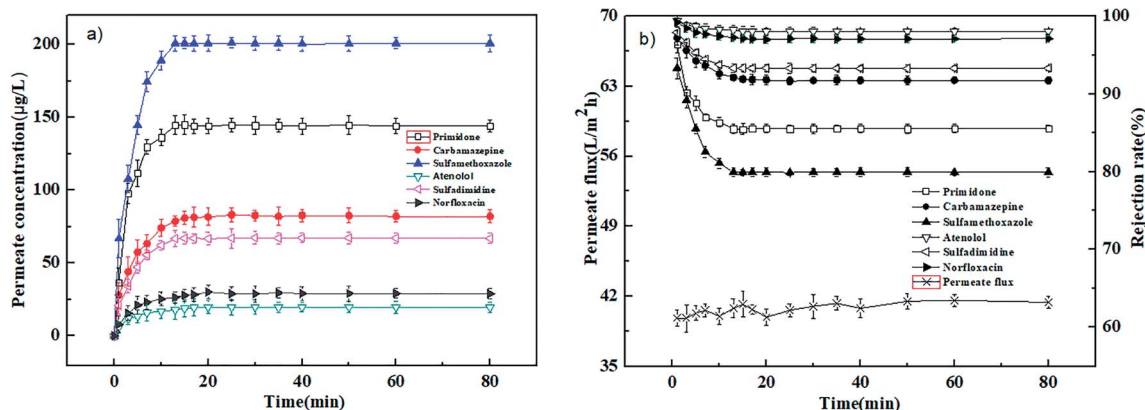 a)
Permeate concentration(µg/L)
200
150
100
50
0
Primidone
Carbamazepine
Sulfamethoxazole
Atenolol
Sulfadimidine
Norfloxacin
0 20 40 60 80
Time(min)
b)
Permeate flux(L/m²h)
70
63
56
49
42
35
Primidone
Carbamazepine
Sulfamethoxazole
Atenolol
Sulfadimidine
Norfloxacin
Permeate flux
100
90
80
70
60
Rejection rate(%)
0 20 40 60 80
Time(min)